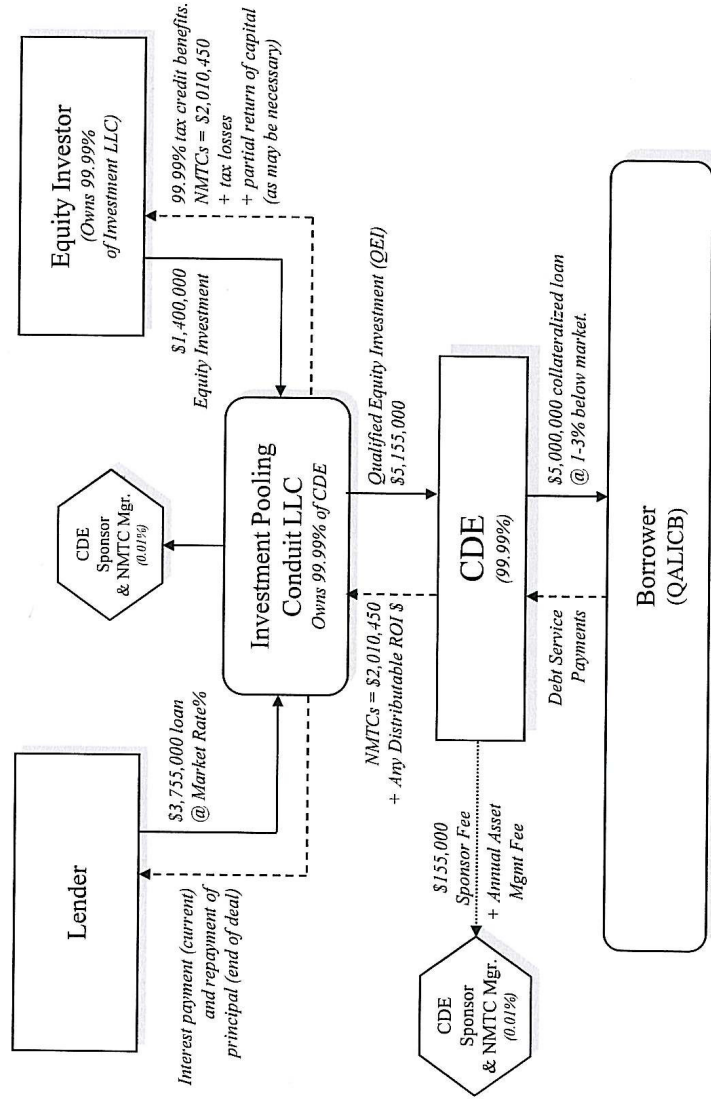 Lender
Equity Investor
(Owns 99.99%
of Investment LLC)
CDE
Sponsor
& NMTC Mgr.
(0.01%)
Interest payment (current)
and repayment of
principal (end of deal)
$3,755,000 loan
@ Market Rate%
$1,400,000
Equity Investment
99.99% tax credit benefits.
NMTCs = $2,010,450
+ tax losses
+ partial return of capital
(as may be necessary)
Investment Pooling
Conduit LLC
Owns 99.99% of CDE
NMTCs = $2,010,450
+ Any Distributable ROI $
Qualified Equity Investment (QEI)
$5,155,000
CDE
(99.99%)
$155,000
Sponsor Fee
+ Annual Asset
Mgmt Fee
CDE
Sponsor
& NMTC Mgr.
(0.01%)
Debt Service
Payments
$5,000,000 collateralized loan
@ 1-3% below market.
Borrower
(QALICB)